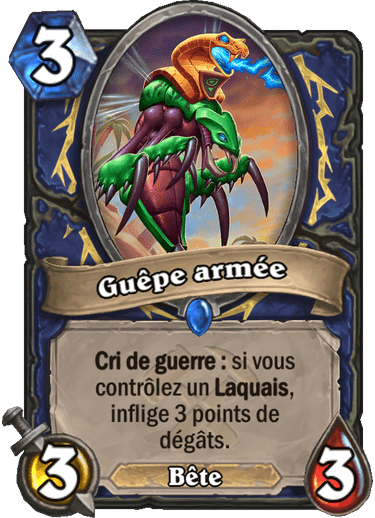 3
Guêpe armée
Cri de guerre : si vous
contrôlez un Laquais,
inflige 3 points de
dégâts.
3
Bête
3